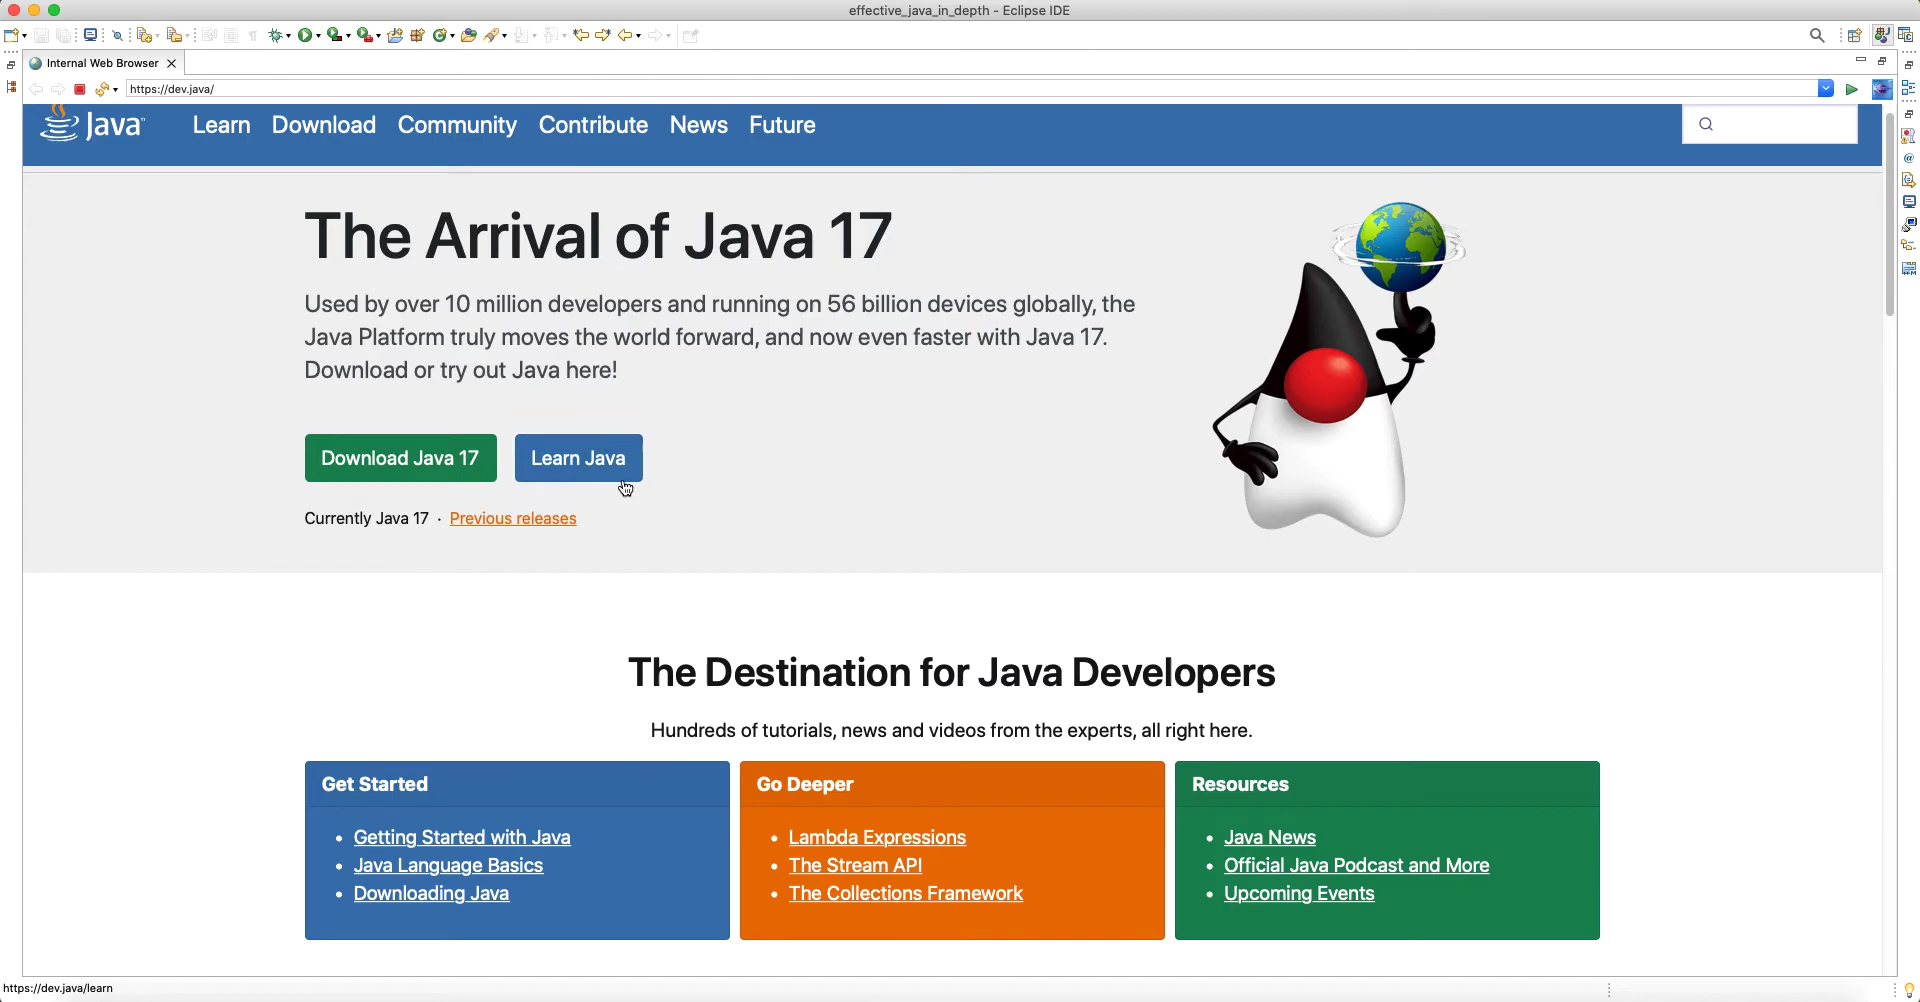 effective_java_in_depth - Eclipse IDE
Internal Web Browser
https://dev.java/
Java Learn Download Community Contribute News Future
The Arrival of Java 17
Used by over 10 million developers and running on 56 billion devices globally, the
Java Platform truly moves the world forward, and now even faster with Java 17.
Download or try out Java here!
Download Java 17 Learn Java
Currently Java 17 · Previous releases
The Destination for Java Developers
Hundreds of tutorials, news and videos from the experts, all right here.
Get Started
• Getting Started with Java
• Java Language Basics
• Downloading Java
Go Deeper
• Lambda Expressions
• The Stream API
• The Collections Framework
Resources
• Java News
• Official Java Podcast and More
• Upcoming Events
https://dev.java/learn